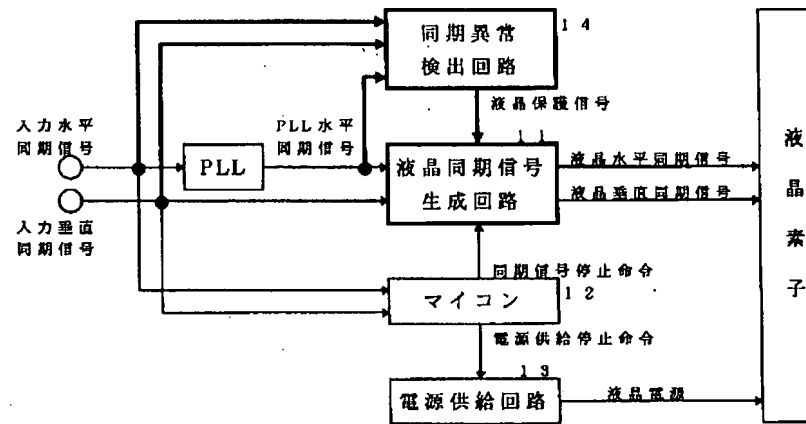 同期異常
検出回路
14
液晶保護信号
入力水平
同期信号
PLL
PLL水平
同期信号
11
液晶同期信号
生成回路
液晶水平同期信号
液晶垂直同期信号
入力垂直
同期信号
同期信号停止命令
マイコン
12
電源供給停止命令
13
電源供給回路
液晶電源
液晶素子